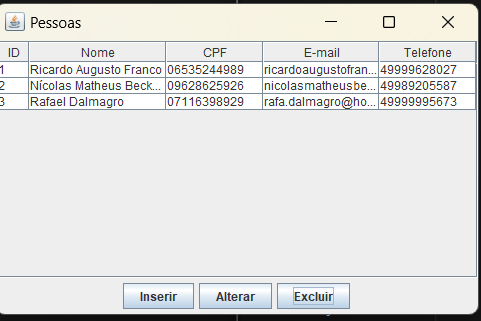 Pessoas
ID Nome CPF E-mail Telefone
1 Ricardo Augusto Franco 06535244989 ricardoaugustofran... 49999628027
2 Nícolas Matheus Beck... 09628625926 nicolasmatheusbe... 49989205587
3 Rafael Dalmagro 07116398929 rafa.dalmagro@ho... 49999995673
Inserir Alterar Excluir